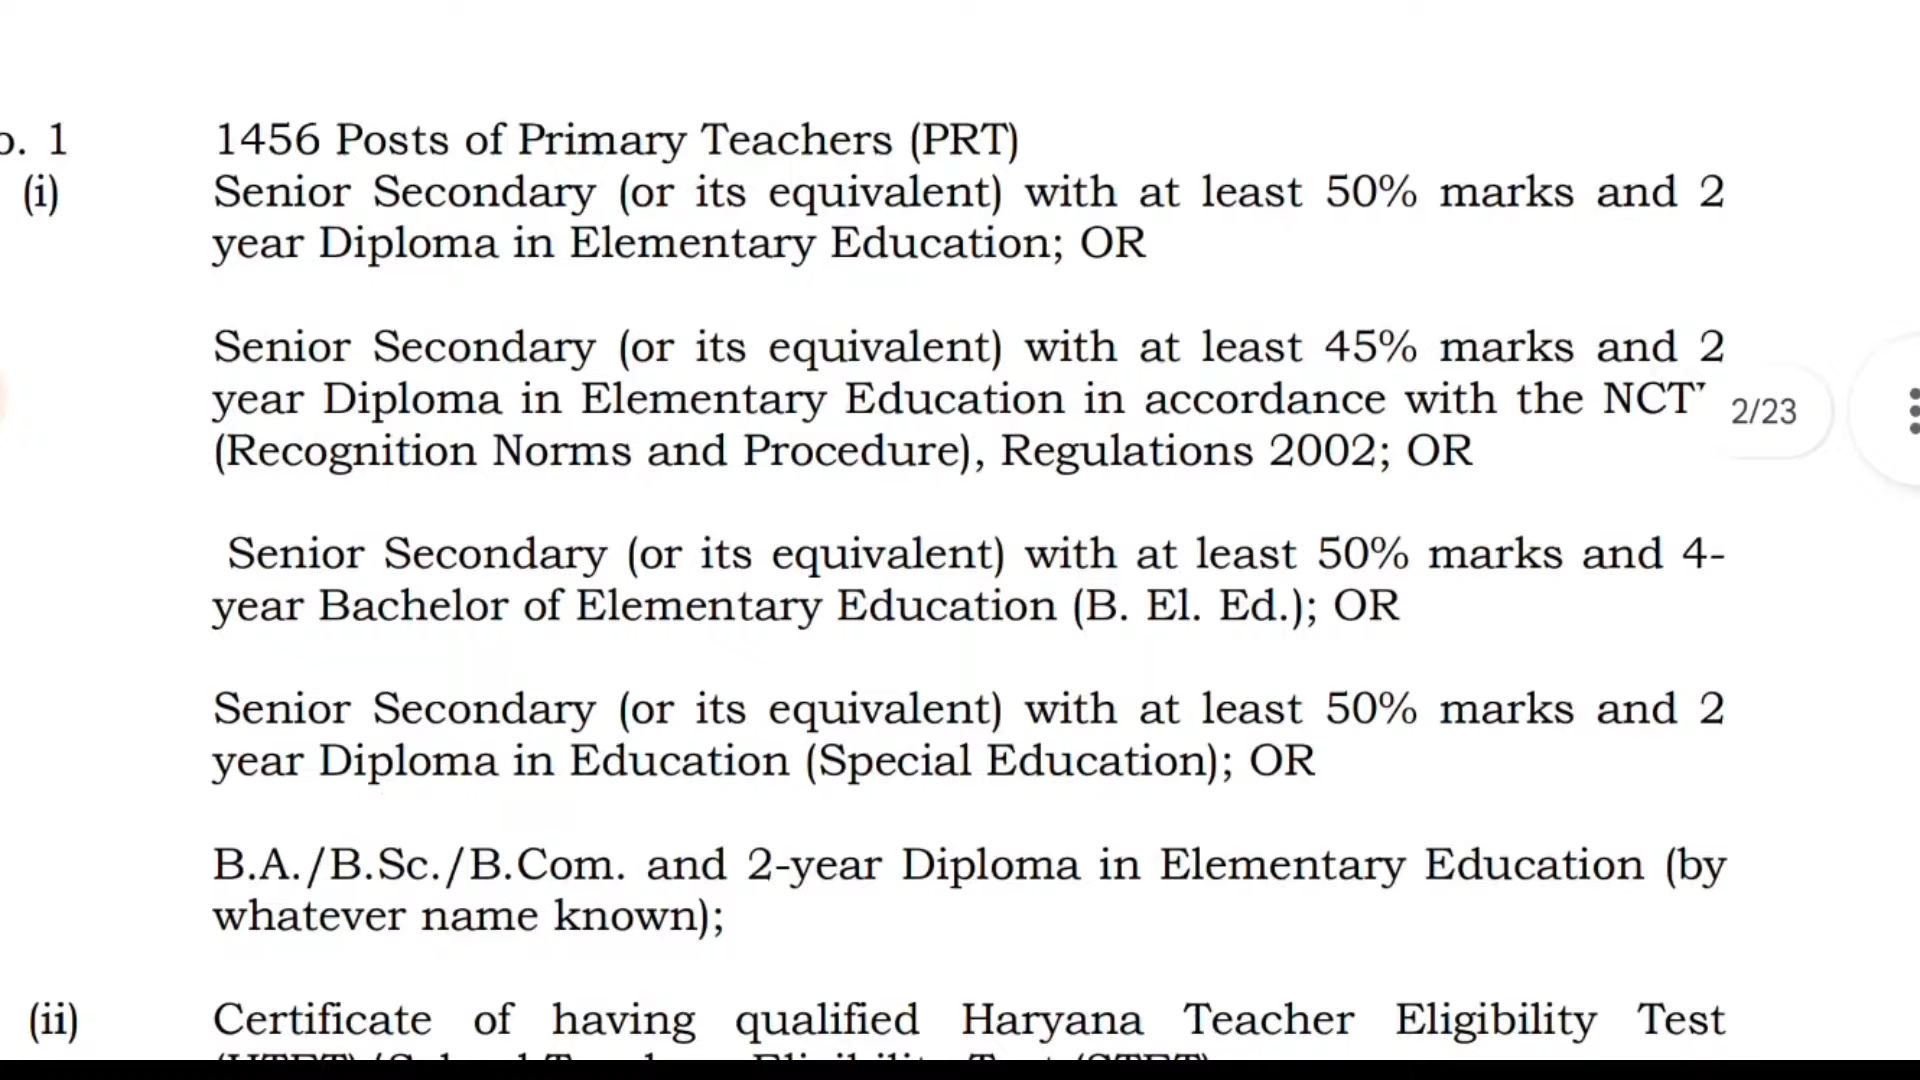 o. 1 1456 Posts of Primary Teachers (PRT)
(i) Senior Secondary (or its equivalent) with at least 50% marks and 2
year Diploma in Elementary Education; OR
Senior Secondary (or its equivalent) with at least 45% marks and 2
year Diploma in Elementary Education in accordance with the NCT
2/23
(Recognition Norms and Procedure), Regulations 2002; OR
Senior Secondary (or its equivalent) with at least 50% marks and 4-
year Bachelor of Elementary Education (B. El. Ed.); OR
Senior Secondary (or its equivalent) with at least 50% marks and 2
year Diploma in Education (Special Education); OR
B.A./B.Sc./B.Com. and 2-year Diploma in Elementary Education (by
whatever name known);
(ii) Certificate of having qualified Haryana Teacher Eligibility Test